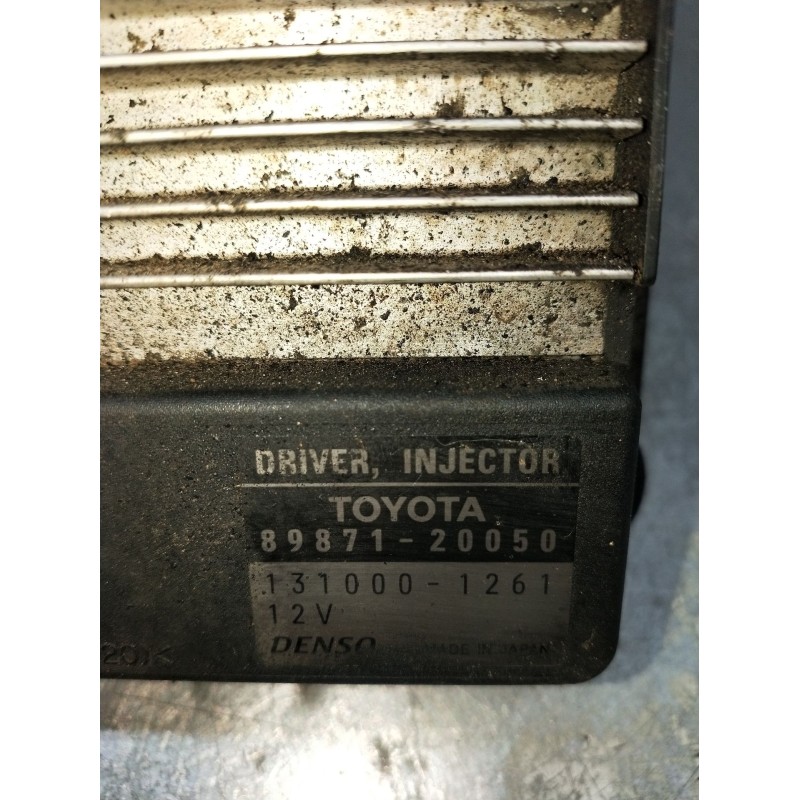 DRIVER, INJECTOR
TOYOTA
89871-20050
131000-1261
12V
DENSO MADE IN JAPAN